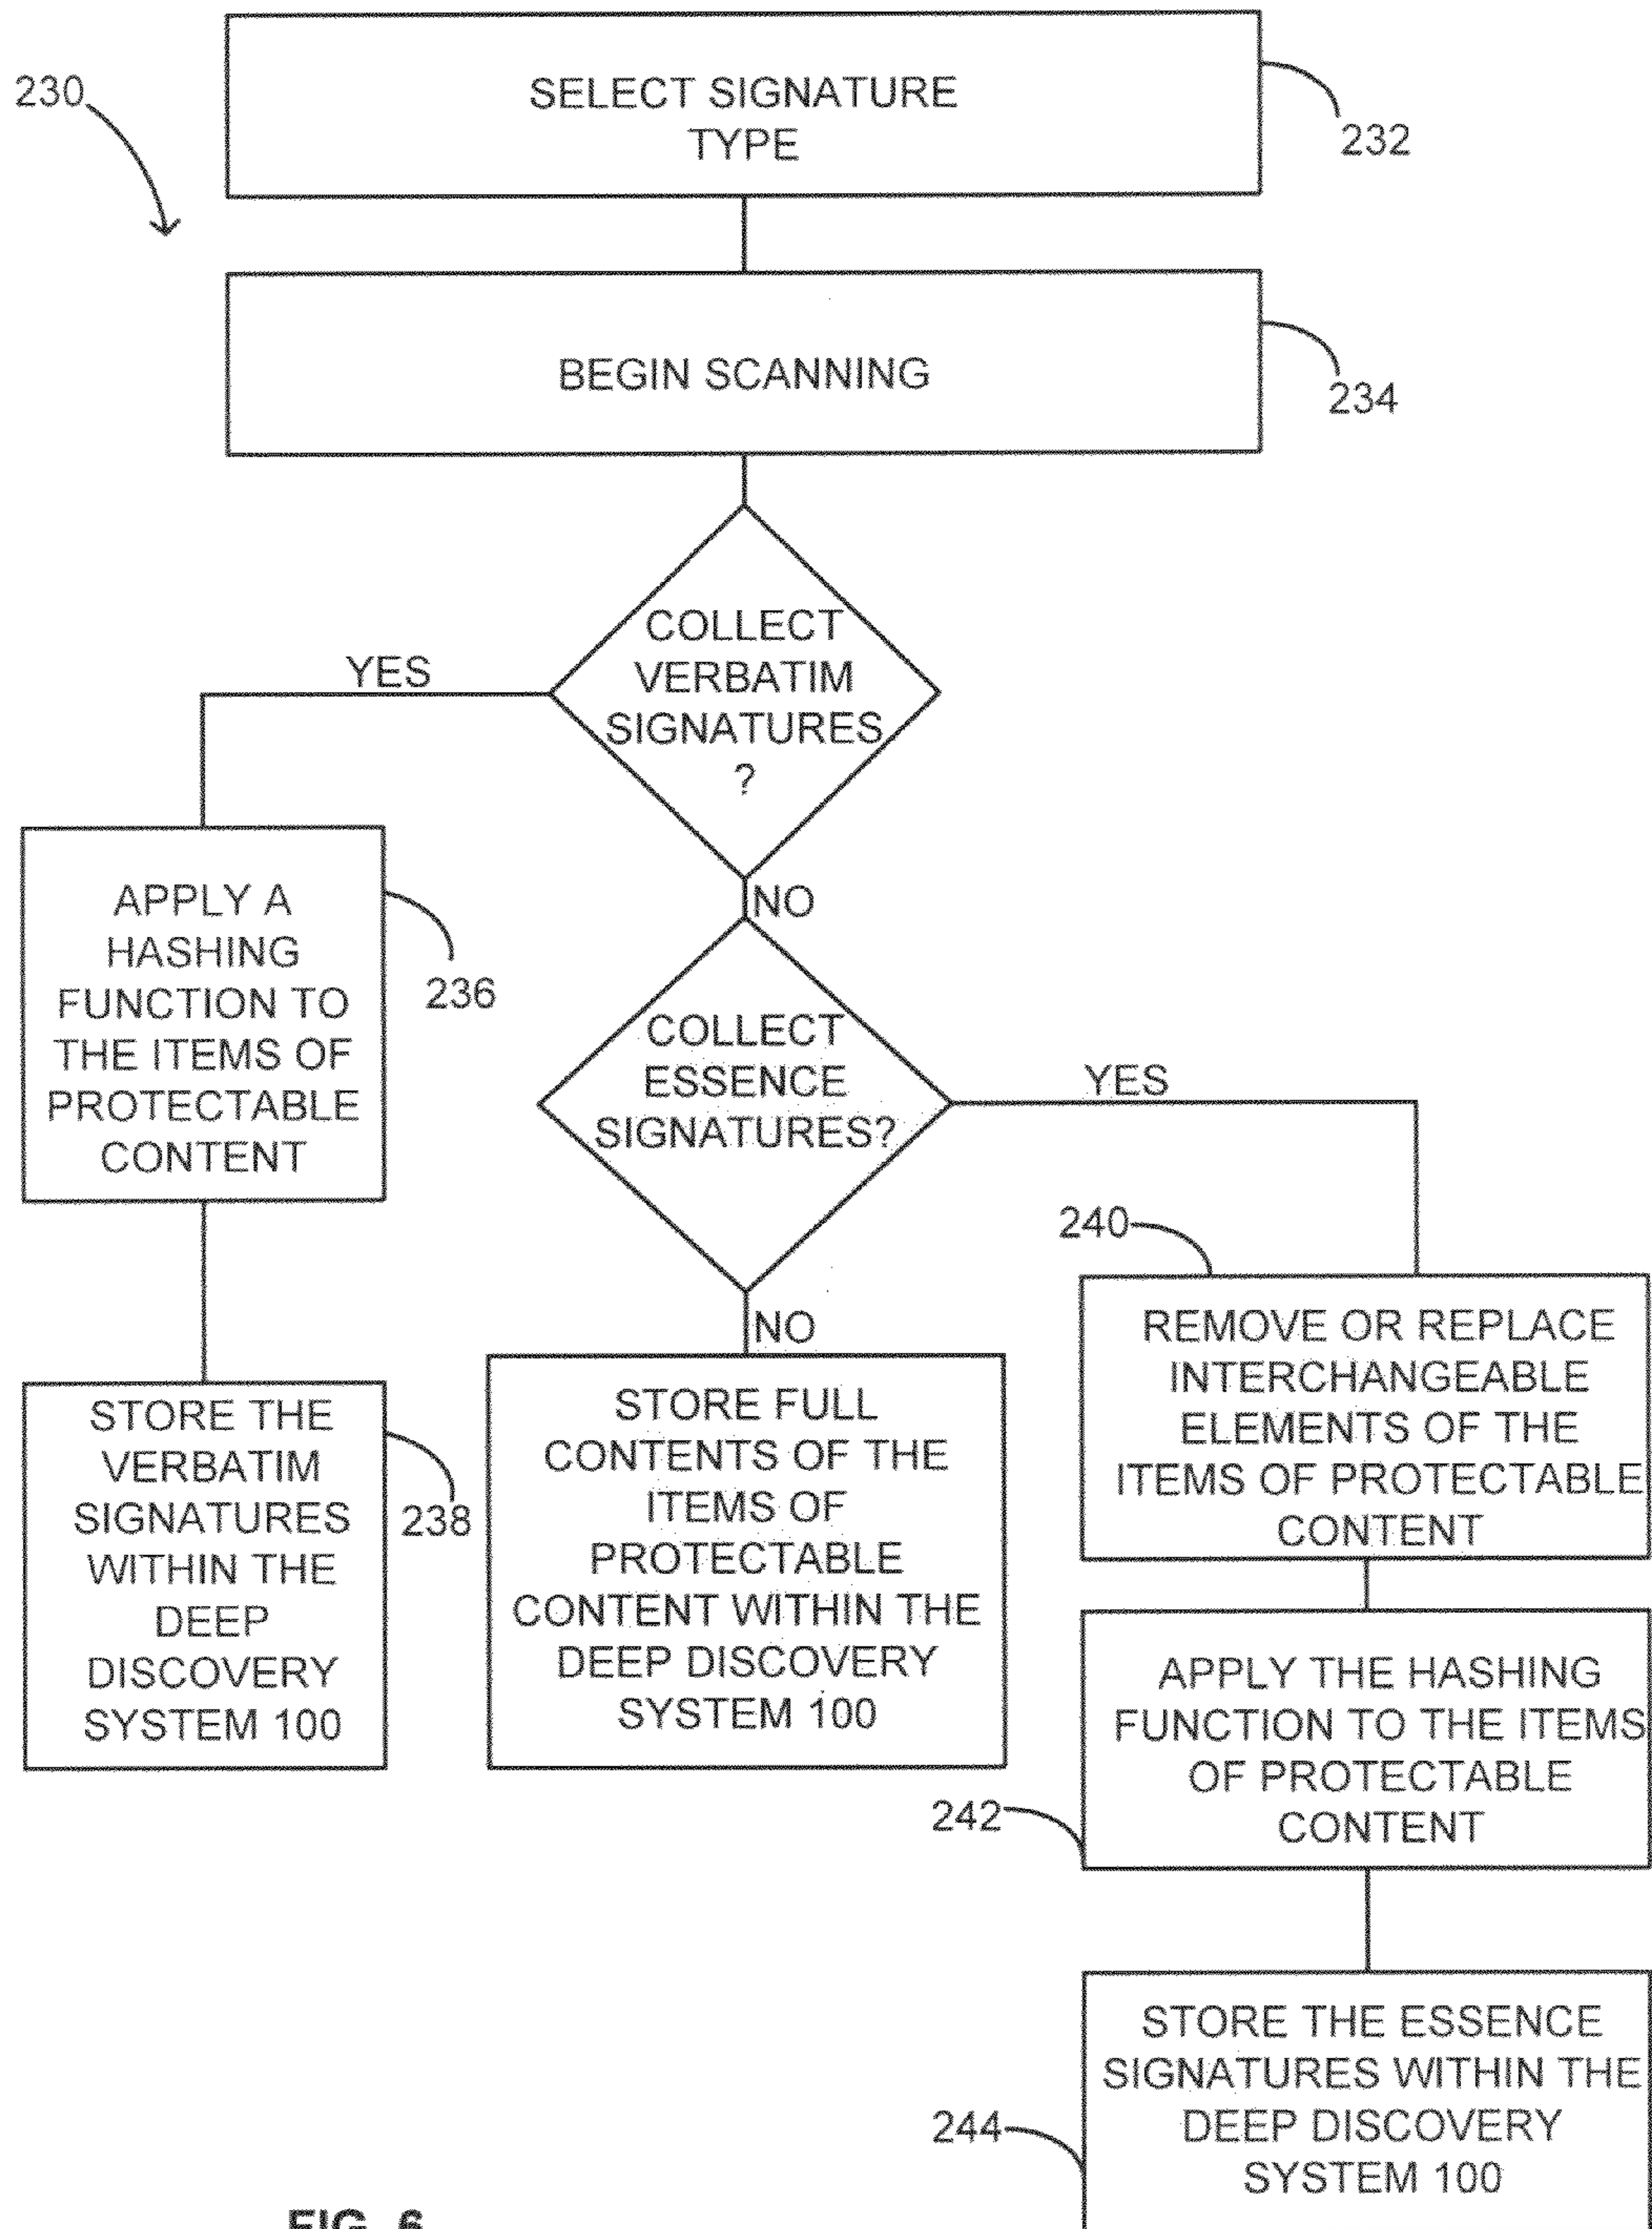 SELECT SIGNATURE
TYPE
230
232
BEGIN SCANNING
234
COLLECT
VERBATIM
SIGNATURES
?
YES
NO
APPLY A
HASHING
FUNCTION TO
THE ITEMS OF
PROTECTABLE
CONTENT
236
COLLECT
ESSENCE
SIGNATURES?
YES
NO
STORE THE
VERBATIM
SIGNATURES
WITHIN THE
DEEP
DISCOVERY
SYSTEM 100
238
STORE FULL
CONTENTS OF THE
ITEMS OF
PROTECTABLE
CONTENT WITHIN THE
DEEP DISCOVERY
SYSTEM 100
240
REMOVE OR REPLACE
INTERCHANGEABLE
ELEMENTS OF THE
ITEMS OF PROTECTABLE
CONTENT
APPLY THE HASHING
FUNCTION TO THE ITEMS
OF PROTECTABLE
CONTENT
242
STORE THE ESSENCE
SIGNATURES WITHIN THE
DEEP DISCOVERY
SYSTEM 100
244
FIG. 6